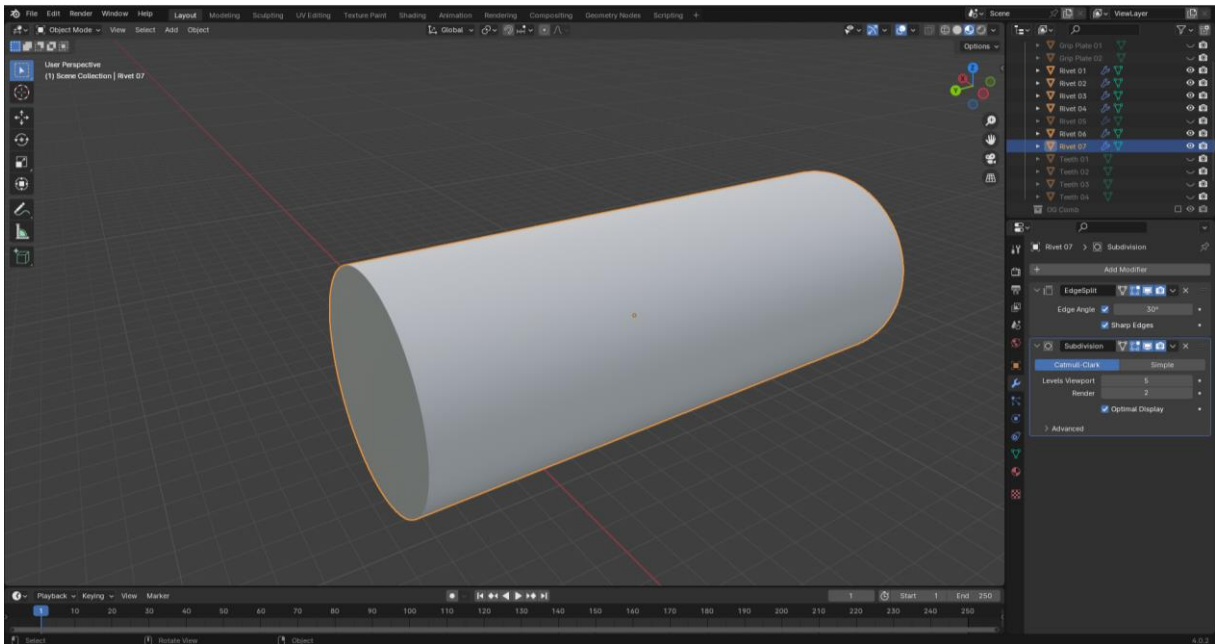 File Edit Render Window Help Layout Modeling Sculpting UV Editing Texture Paint Shading Animation Rendering Compositing Geometry Nodes Scripting + Scene ViewLayer
Object Mode View Select Add Object Global
Options
User Perspective
(1) Scene Collection | Rivet 07
Grip Plate 01
Grip Plate 02
Rivet 01
Rivet 02
Rivet 03
Rivet 04
Rivet 05
Rivet 06
Rivet 07
Teeth 01
Teeth 02
Teeth 03
Teeth 04
OG Comb
Rivet 07 > Subdivision
+ Add Modifier
EdgeSplit
Edge Angle 30°
Sharp Edges
Subdivision
Catmull-Clark Simple
Levels Viewport 5
Render 2
Optimal Display
> Advanced
X
Y
Z
Playback Keying View Marker 1 Start 1 End 250
1 10 20 30 40 50 60 70 80 90 100 110 120 130 140 150 160 170 180 190 200 210 220 230 240 250
Select Rotate View Object 4.0.2